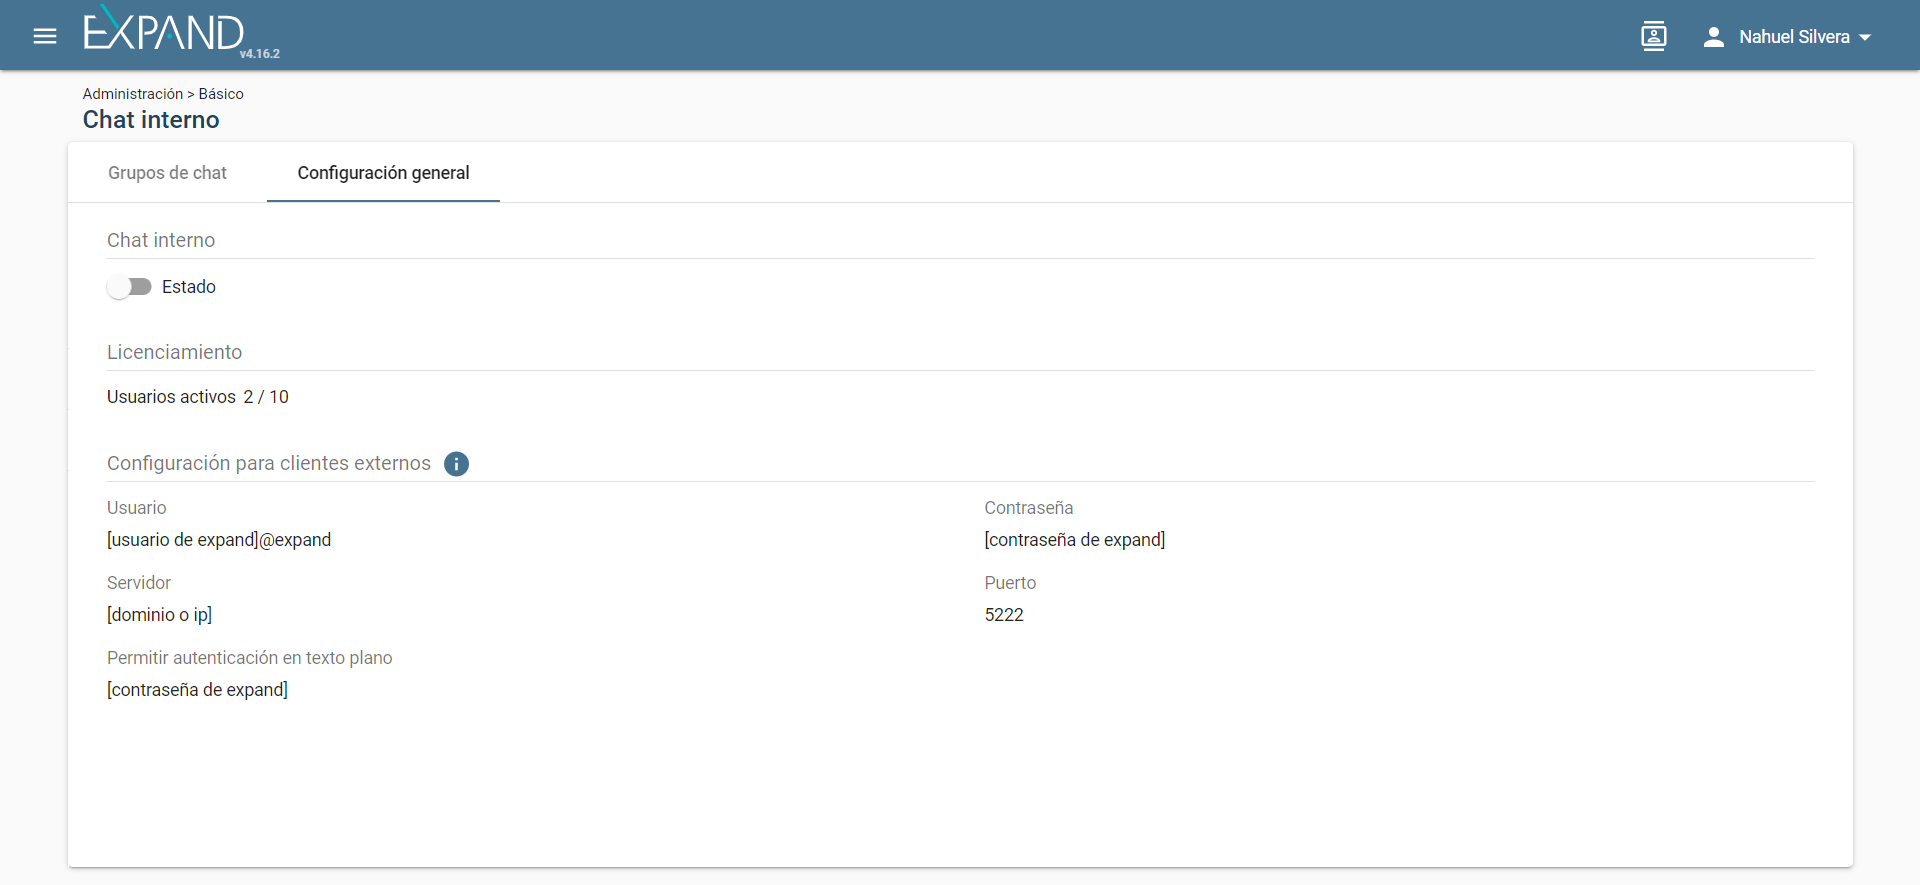 EXPAND
v4.16.2
Nahuel Silvera
Administración > Básico
Chat interno
Grupos de chat
Configuración general
Chat interno
Estado
Licenciamiento
Usuarios activos 2 / 10
Configuración para clientes externos
Usuario
Contraseña
[usuario de expand]@expand
[contraseña de expand]
Servidor
Puerto
[dominio o ip]
5222
Permitir autenticación en texto plano
[contraseña de expand]